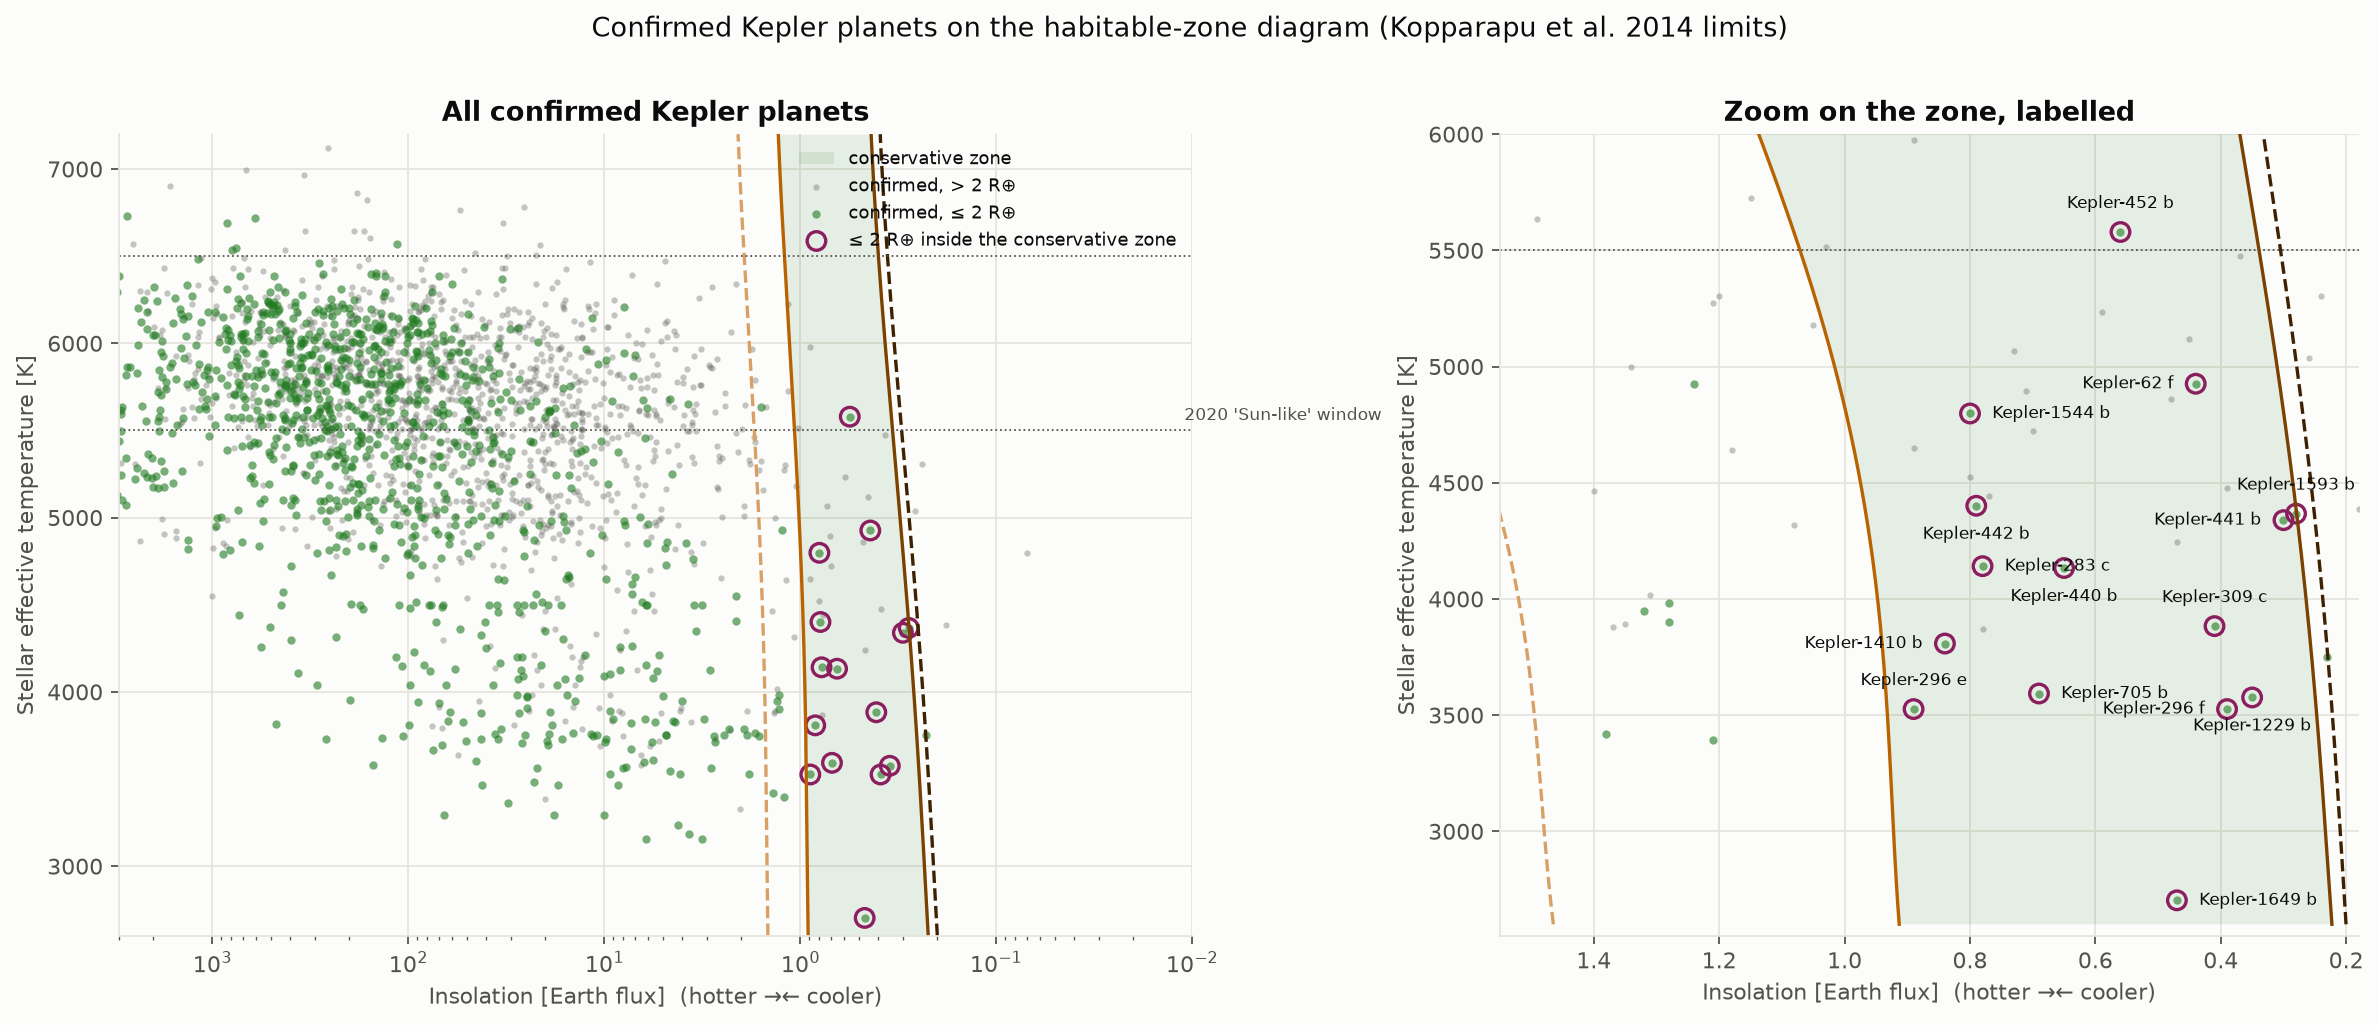 Confirmed Kepler planets on the habitable-zone diagram (Kopparapu et al. 2014 limits)
All confirmed Kepler planets
conservative zone
confirmed, > 2 R⊕
confirmed, ≤ 2 R⊕
≤ 2 R⊕ inside the conservative zone
7000
6000
5000
4000
3000
Stellar effective temperature [K]
2020 'Sun-like' window
10³
10²
10¹
10⁰
10⁻¹
10⁻²
Insolation [Earth flux]  (hotter →← cooler)
Zoom on the zone, labelled
6000
5500
5000
4500
4000
3500
3000
Stellar effective temperature [K]
Kepler-452 b
Kepler-62 f
Kepler-1544 b
Kepler-1593 b
Kepler-441 b
Kepler-442 b
Kepler-283 c
Kepler-440 b
Kepler-309 c
Kepler-1410 b
Kepler-296 e
Kepler-705 b
Kepler-296 f
Kepler-1229 b
Kepler-1649 b
1.4
1.2
1.0
0.8
0.6
0.4
0.2
Insolation [Earth flux]  (hotter →← cooler)